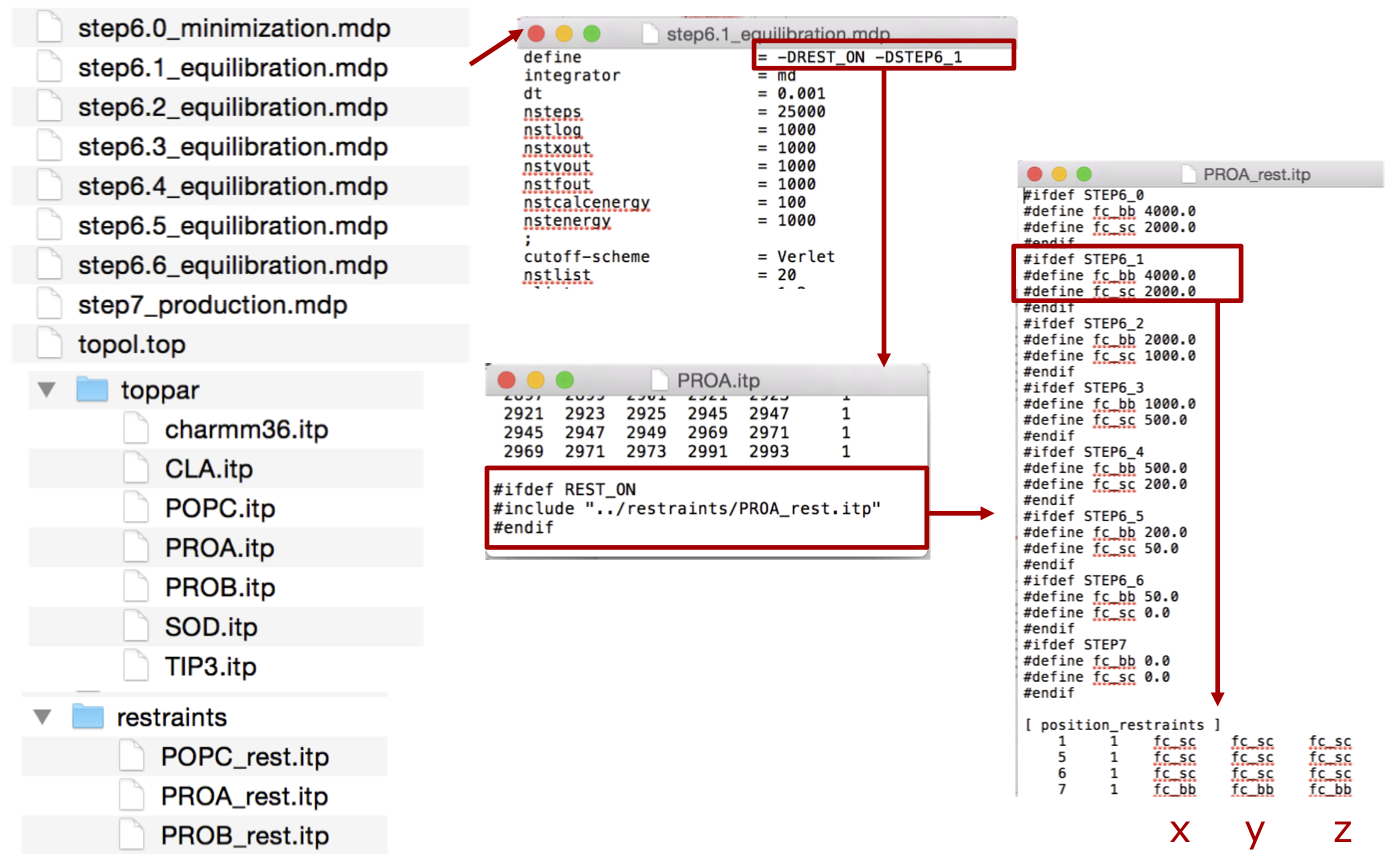 step6.0_minimization.mdp
step6.1_equilibration.mdp
step6.2_equilibration.mdp
step6.3_equilibration.mdp
step6.4_equilibration.mdp
step6.5_equilibration.mdp
step6.6_equilibration.mdp
step7_production.mdp
topol.top
toppar
charmm36.itp
CLA.itp
POPC.itp
PROA.itp
PROB.itp
SOD.itp
TIP3.itp
restraints
POPC_rest.itp
PROA_rest.itp
PROB_rest.itp
step6.1_equilibration.mdp
define = -DREST_ON -DSTEP6_1
integrator = md
dt = 0.001
nsteps = 25000
nstlog = 1000
nstxout = 1000
nstvout = 1000
nstfout = 1000
nstcalcenergy = 100
nstenergy = 1000
;
cutoff-scheme = Verlet
nstlist = 20
PROA.itp
2921 2923 2925 2945 2947 1
2945 2947 2949 2969 2971 1
2969 2971 2973 2991 2993 1
#ifdef REST_ON
#include "../restraints/PROA_rest.itp"
#endif
PROA_rest.itp
#ifdef STEP6_0
#define fc_bb 4000.0
#define fc_sc 2000.0
#endif
#ifdef STEP6_1
#define fc_bb 4000.0
#define fc_sc 2000.0
#endif
#ifdef STEP6_2
#define fc_bb 2000.0
#define fc_sc 1000.0
#endif
#ifdef STEP6_3
#define fc_bb 1000.0
#define fc_sc 500.0
#endif
#ifdef STEP6_4
#define fc_bb 500.0
#define fc_sc 200.0
#endif
#ifdef STEP6_5
#define fc_bb 200.0
#define fc_sc 50.0
#endif
#ifdef STEP6_6
#define fc_bb 50.0
#define fc_sc 0.0
#endif
#ifdef STEP7
#define fc_bb 0.0
#define fc_sc 0.0
#endif
[ position_restraints ]
1 1 fc_sc fc_sc fc_sc
5 1 fc_sc fc_sc fc_sc
6 1 fc_sc fc_sc fc_sc
7 1 fc_bb fc_bb fc_bb
x y z